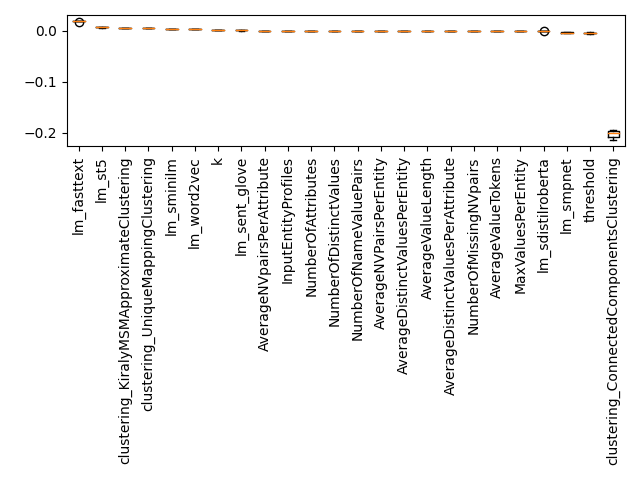 0.0
−0.1
−0.2
lm_fasttext
lm_st5
clustering_KiralyMSMApproximateClustering
clustering_UniqueMappingClustering
lm_sminilm
lm_word2vec
k
lm_sent_glove
AverageNVpairsPerAttribute
InputEntityProfiles
NumberOfAttributes
NumberOfDistinctValues
NumberOfNameValuePairs
AverageNVPairsPerEntity
AverageDistinctValuesPerEntity
AverageValueLength
AverageDistinctValuesPerAttribute
NumberOfMissingNVpairs
AverageValueTokens
MaxValuesPerEntity
lm_sdistilroberta
lm_smpnet
threshold
clustering_ConnectedComponentsClustering